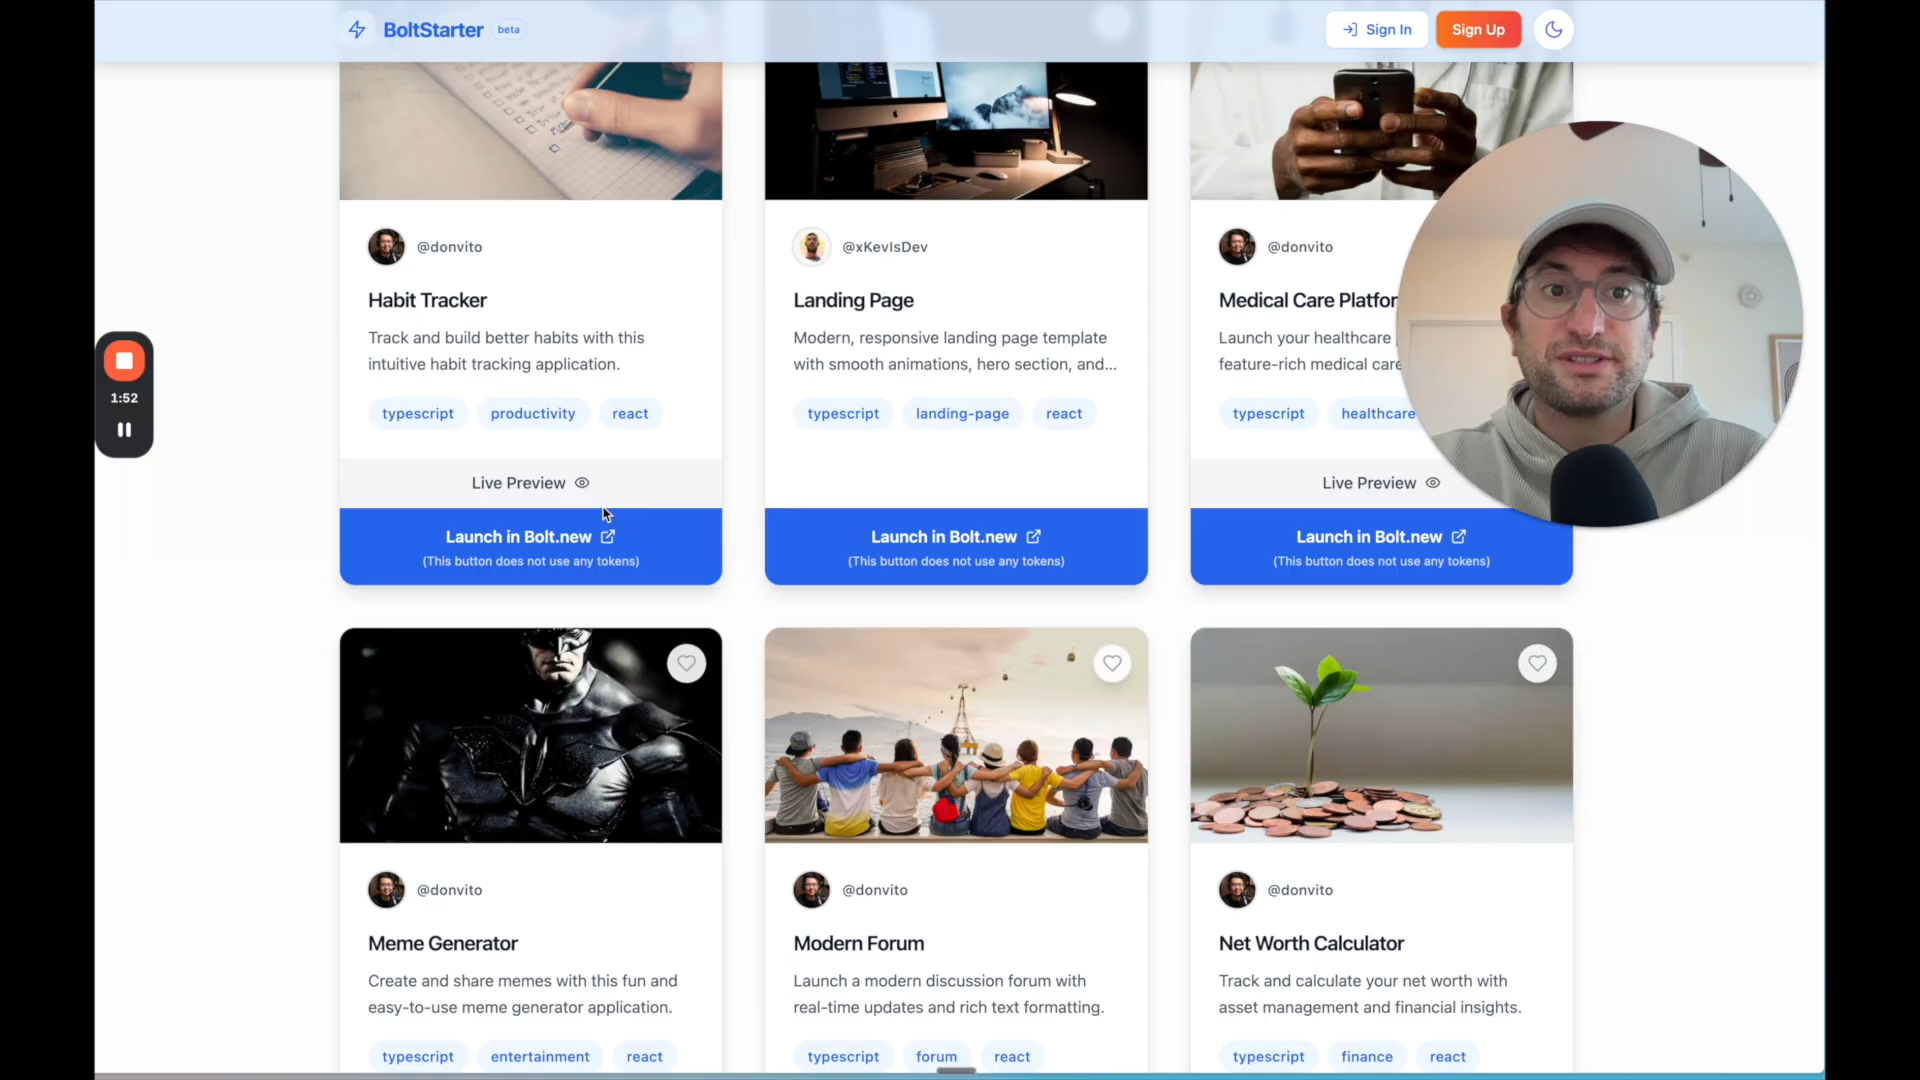 BoltStarter beta
Sign In
Sign Up
@donvito
Habit Tracker
Track and build better habits with this
intuitive habit tracking application.
typescript productivity react
Live Preview
Launch in Bolt.new
(This button does not use any tokens)
@xKevIsDev
Landing Page
Modern, responsive landing page template
with smooth animations, hero section, and...
typescript landing-page react
Launch in Bolt.new
(This button does not use any tokens)
@donvito
Medical Care Platfor
Launch your healthcare
feature-rich medical care
typescript healthcare
Live Preview
Launch in Bolt.new
(This button does not use any tokens)
1:52
@donvito
Meme Generator
Create and share memes with this fun and
easy-to-use meme generator application.
typescript entertainment react
@donvito
Modern Forum
Launch a modern discussion forum with
real-time updates and rich text formatting.
typescript forum react
@donvito
Net Worth Calculator
Track and calculate your net worth with
asset management and financial insights.
typescript finance react